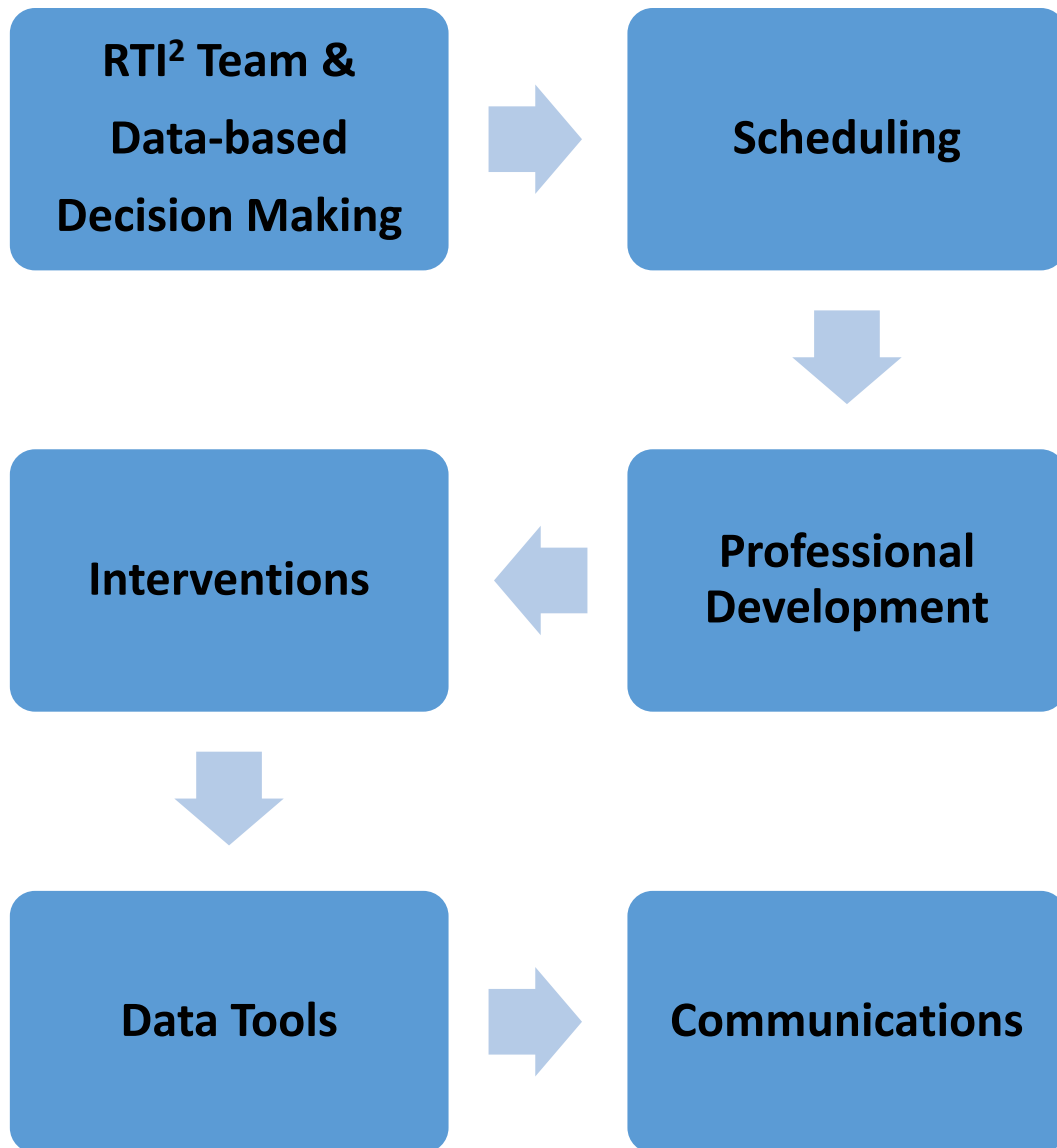 RTI² Team &
Data-based
Decision Making
Scheduling
Professional
Development
Interventions
Data Tools
Communications